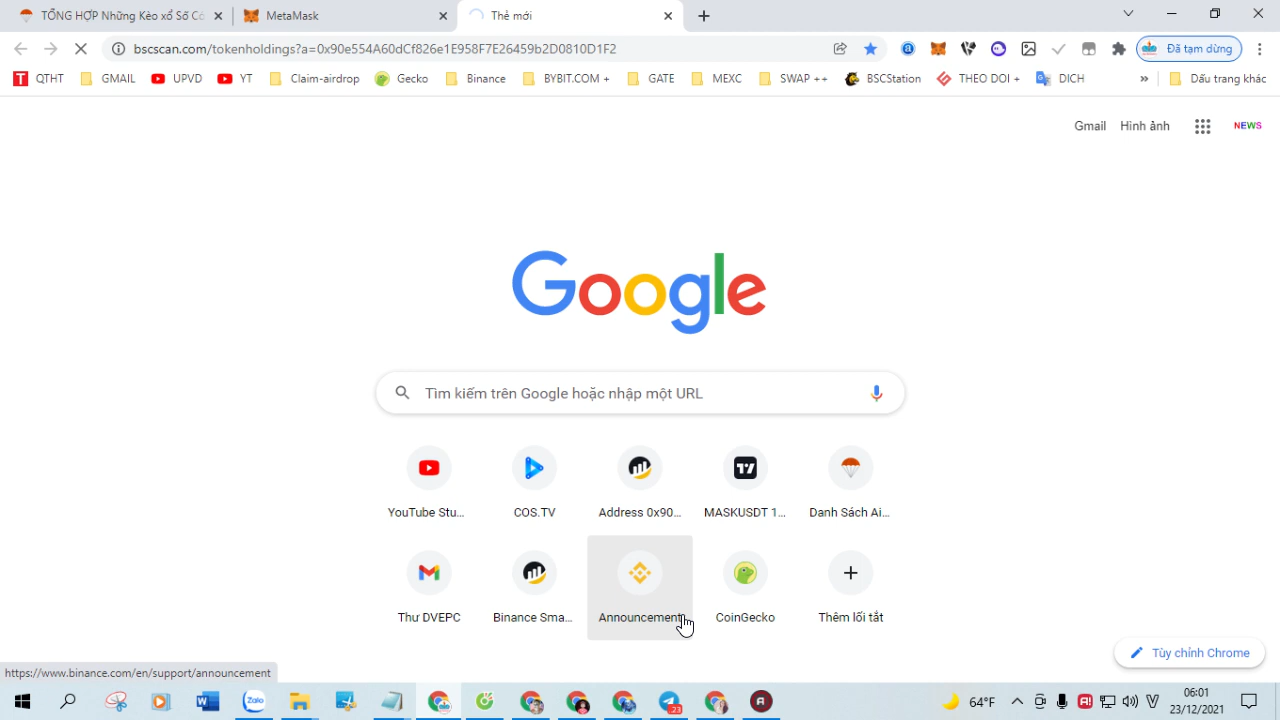 TỔNG HỢP Những Kèo xổ Số Cơ
MetaMask
Thẻ mới
bscscan.com/tokenholdings?a=0x90e554A60dCf826e1E958F7E26459b2D0810D1F2
Đã tạm dừng
QTHT
GMAIL
UPVD
YT
Claim-airdrop
Gecko
Binance
BYBIT.COM +
GATE
MEXC
SWAP ++
BSCStation
THEO DOI +
DICH
»
Dấu trang khác
Gmail
Hình ảnh
NEWS
Google
Tìm kiếm trên Google hoặc nhập một URL
YouTube Stu...
COS.TV
Address 0x90...
MASKUSDT 1...
Danh Sách Ai...
Thư DVEPC
Binance Sma...
Announcement
CoinGecko
Thêm lối tắt
Tùy chỉnh Chrome
https://www.binance.com/en/support/announcement
Zalo
23
64°F
06:01
23/12/2021